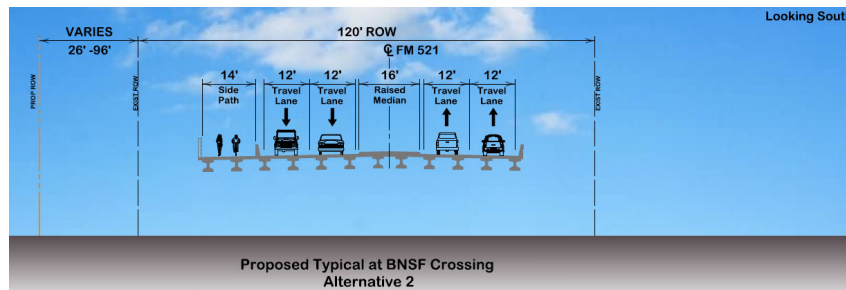 Looking Sout
VARIES
26' -96'
120' ROW
℄ FM 521
14'
Side
Path
12'
Travel
Lane
12'
Travel
Lane
16'
Raised
Median
12'
Travel
Lane
12'
Travel
Lane
PROP ROW
EXIST ROW
EXIST ROW
Proposed Typical at BNSF Crossing
Alternative 2